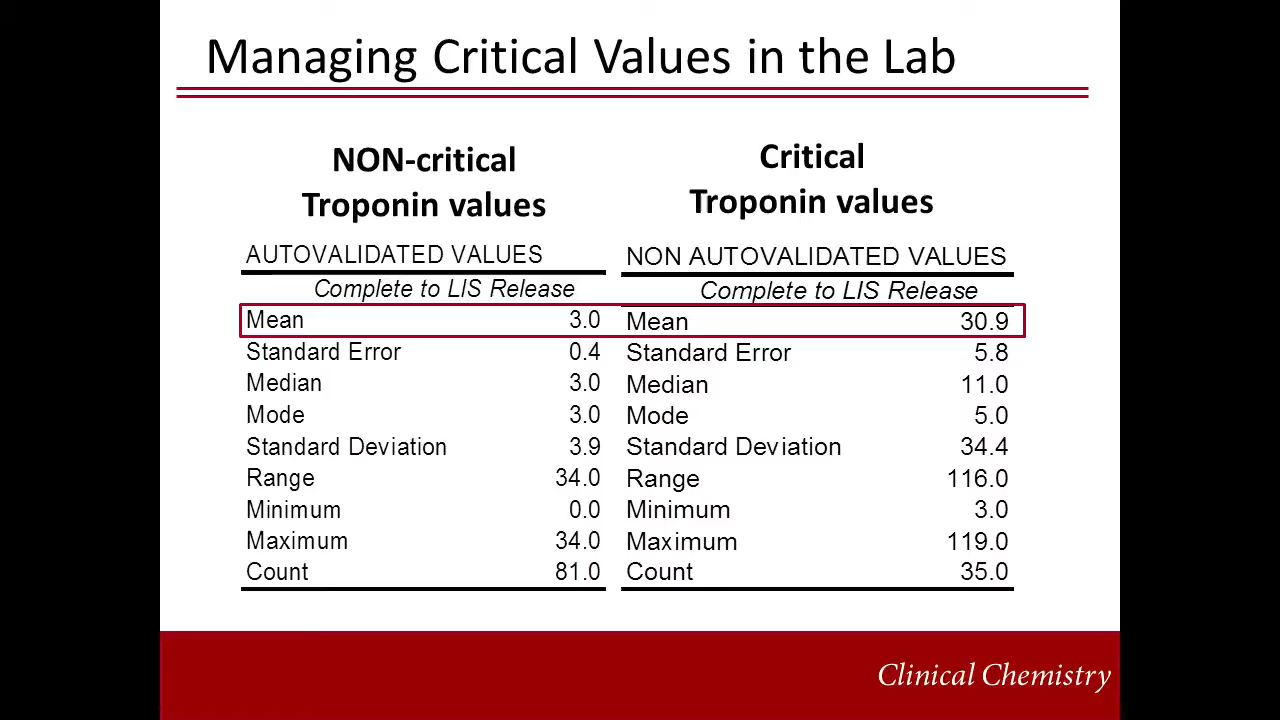 Managing Critical Values in the Lab
NON-critical
Troponin values
AUTOVALIDATED VALUES
Complete to LIS Release
Mean 3.0
Standard Error 0.4
Median 3.0
Mode 3.0
Standard Deviation 3.9
Range 34.0
Minimum 0.0
Maximum 34.0
Count 81.0
Critical
Troponin values
NON AUTOVALIDATED VALUES
Complete to LIS Release
Mean 30.9
Standard Error 5.8
Median 11.0
Mode 5.0
Standard Deviation 34.4
Range 116.0
Minimum 3.0
Maximum 119.0
Count 35.0
Clinical Chemistry